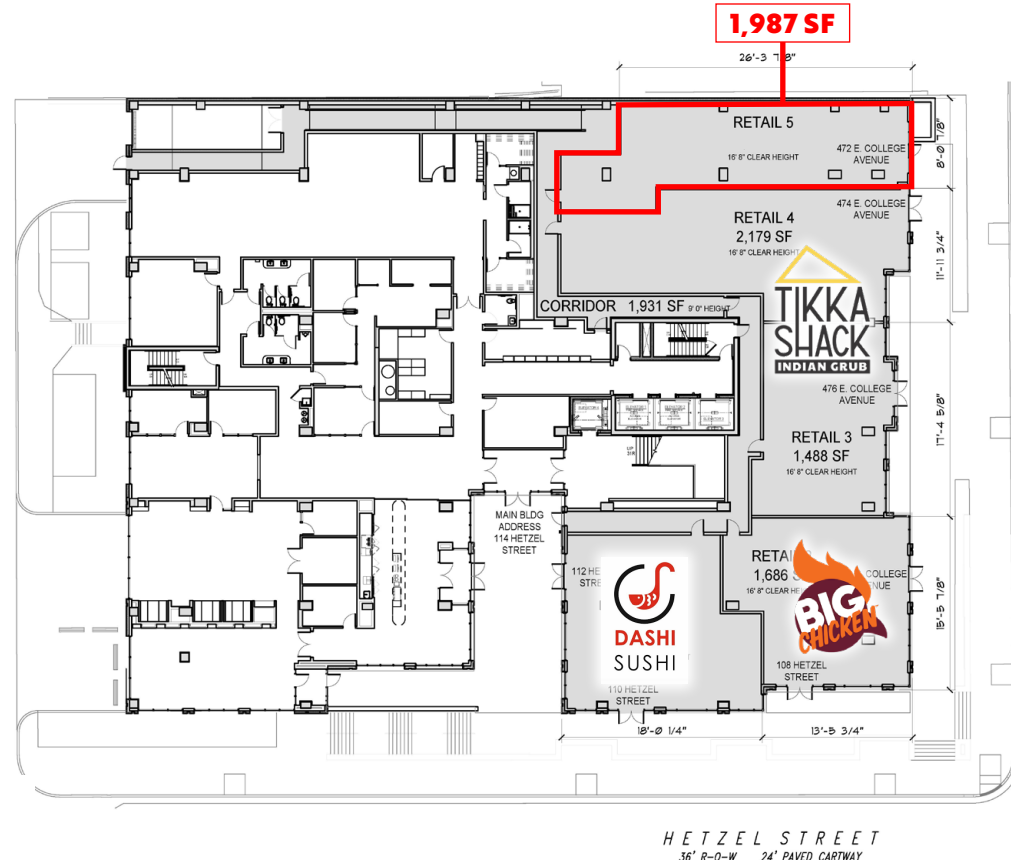 1,987 SF
26'-3 7/8"
RETAIL 5
16' 8" CLEAR HEIGHT
472 E. COLLEGE
AVENUE
8'-0 7/8"
474 E. COLLEGE
AVENUE
RETAIL 4
2,179 SF
16' 8" CLEAR HEIGHT
11'-11 3/4"
TIKKA
SHACK
INDIAN GRUB
CORRIDOR 1,931 SF 9' 0" HEIGHT
476 E. COLLEGE
AVENUE
17'-4 5/8"
RETAIL 3
1,488 SF
16' 8" CLEAR HEIGHT
UP
MAIN BLDG
ADDRESS
114 HETZEL
STREET
RETAI
1,686 S
16' 8" CLEAR HE
COLLEGE
AVENUE
112 HE
STRE
BIG
CHICKEN
DASHI
SUSHI
15'-5 7/8"
108 HETZEL
STREET
110 HETZEL
STREET
18'-0 1/4"
13'-5 3/4"
HETZEL STREET
36' R-O-W 24' PAVED CARTWAY